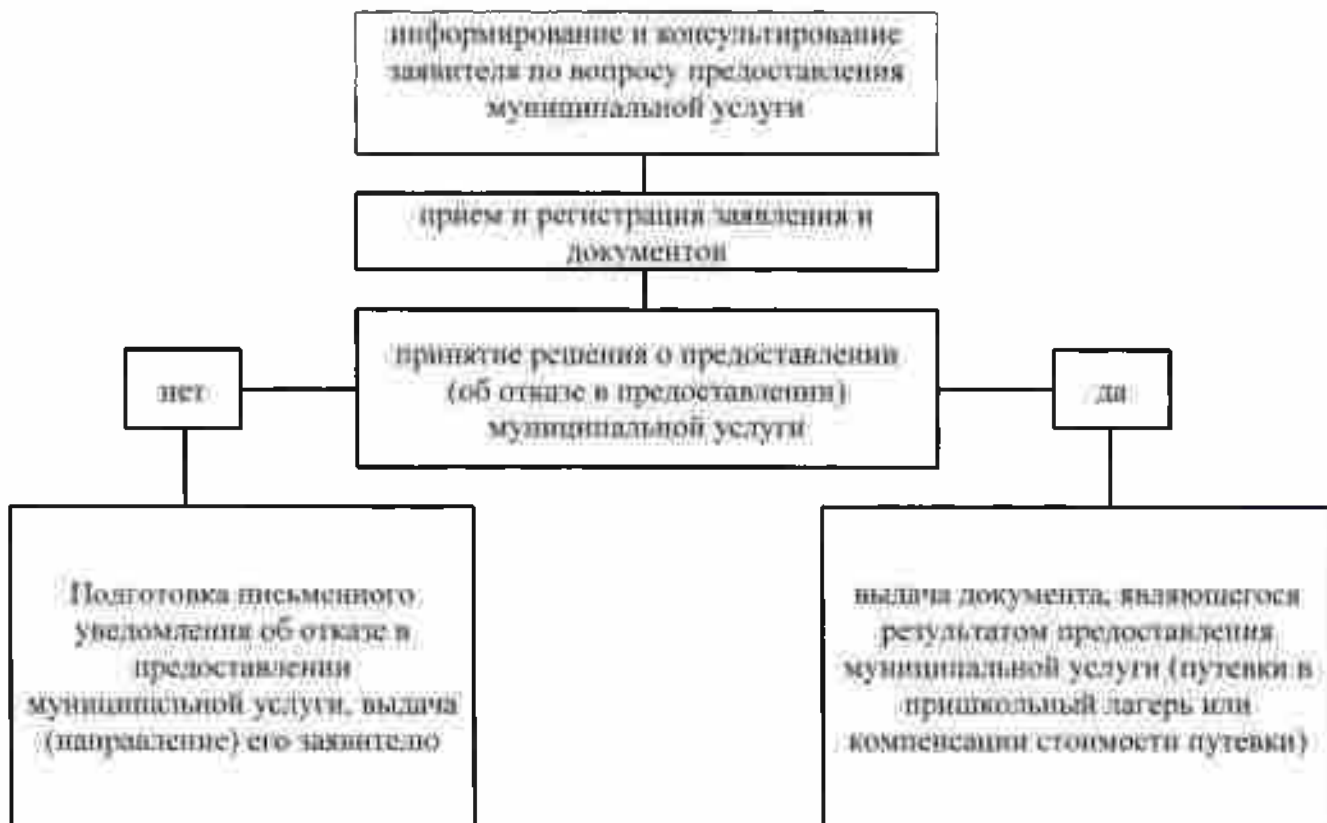 информирование и консультирование
заявителя по вопросу предоставления
муниципальной услуги
прием и регистрация заявления и
документов
принятие решения о предоставлении
(об отказе в предоставлении)
муниципальной услуги
нет
да
Подготовка письменного
уведомления об отказе в
предоставлении
муниципальной услуги, выдача
(направление) его заявителю
выдача документа, являющегося
результатом предоставления
муниципальной услуги (путевки в
пришкольный лагерь или
компенсации стоимости путевки)